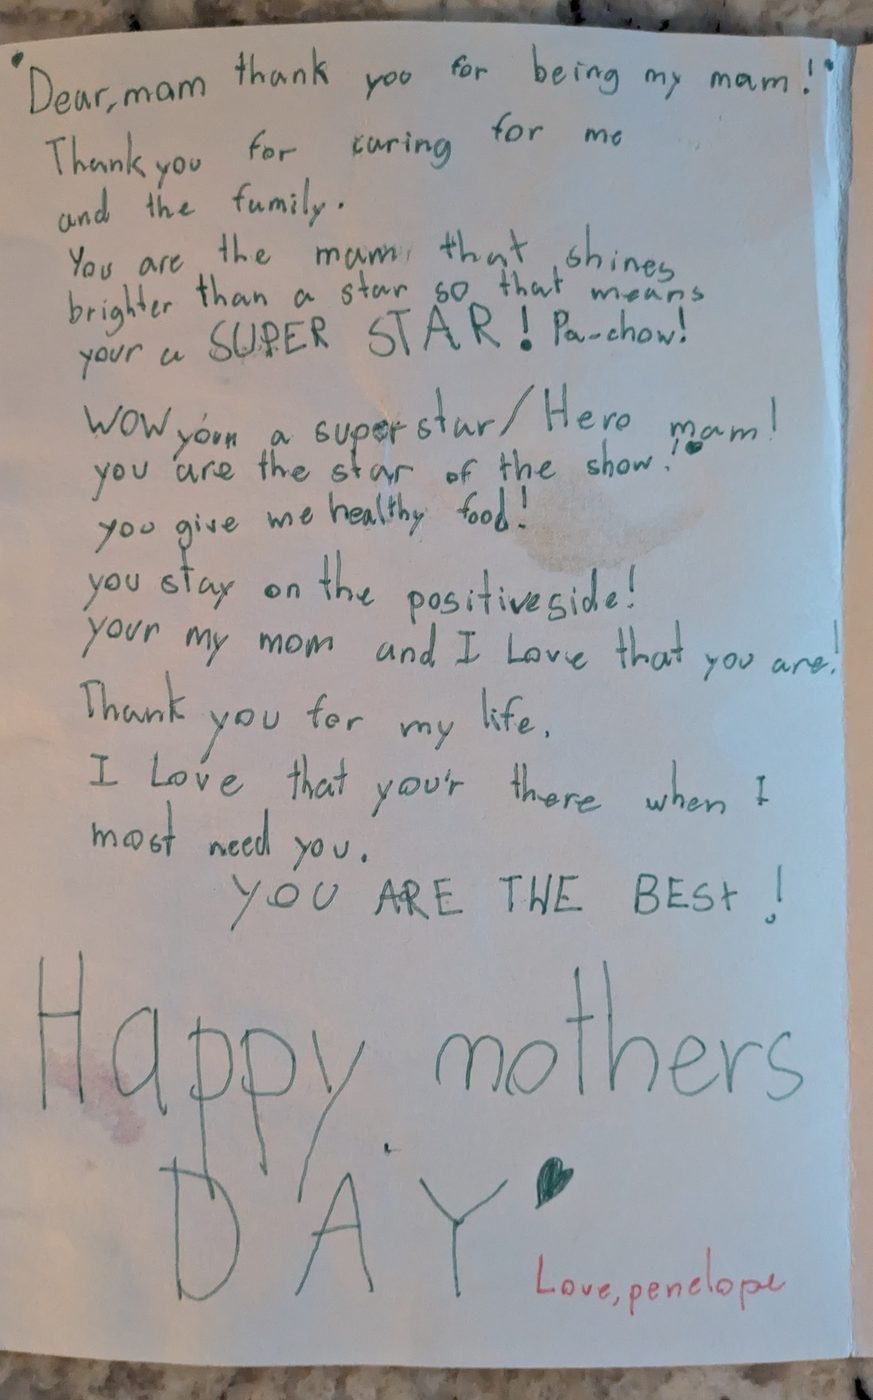 "Dear, mam thank you for being my mam!"
Thank you for caring for me
and the family.
You are the mam that shines
brighter than a star so that means
your a SUPER STAR! Pa-chow!
WOW your a super star/Hero mam!
you are the star of the show!
you give me healthy food!
you stay on the positive side!
your my mom and I Love that you are!
Thank you for my life.
I Love that you'r there when I
most need you.
YOU ARE THE BESt!
Happy mothers
DAY
Love, penelope